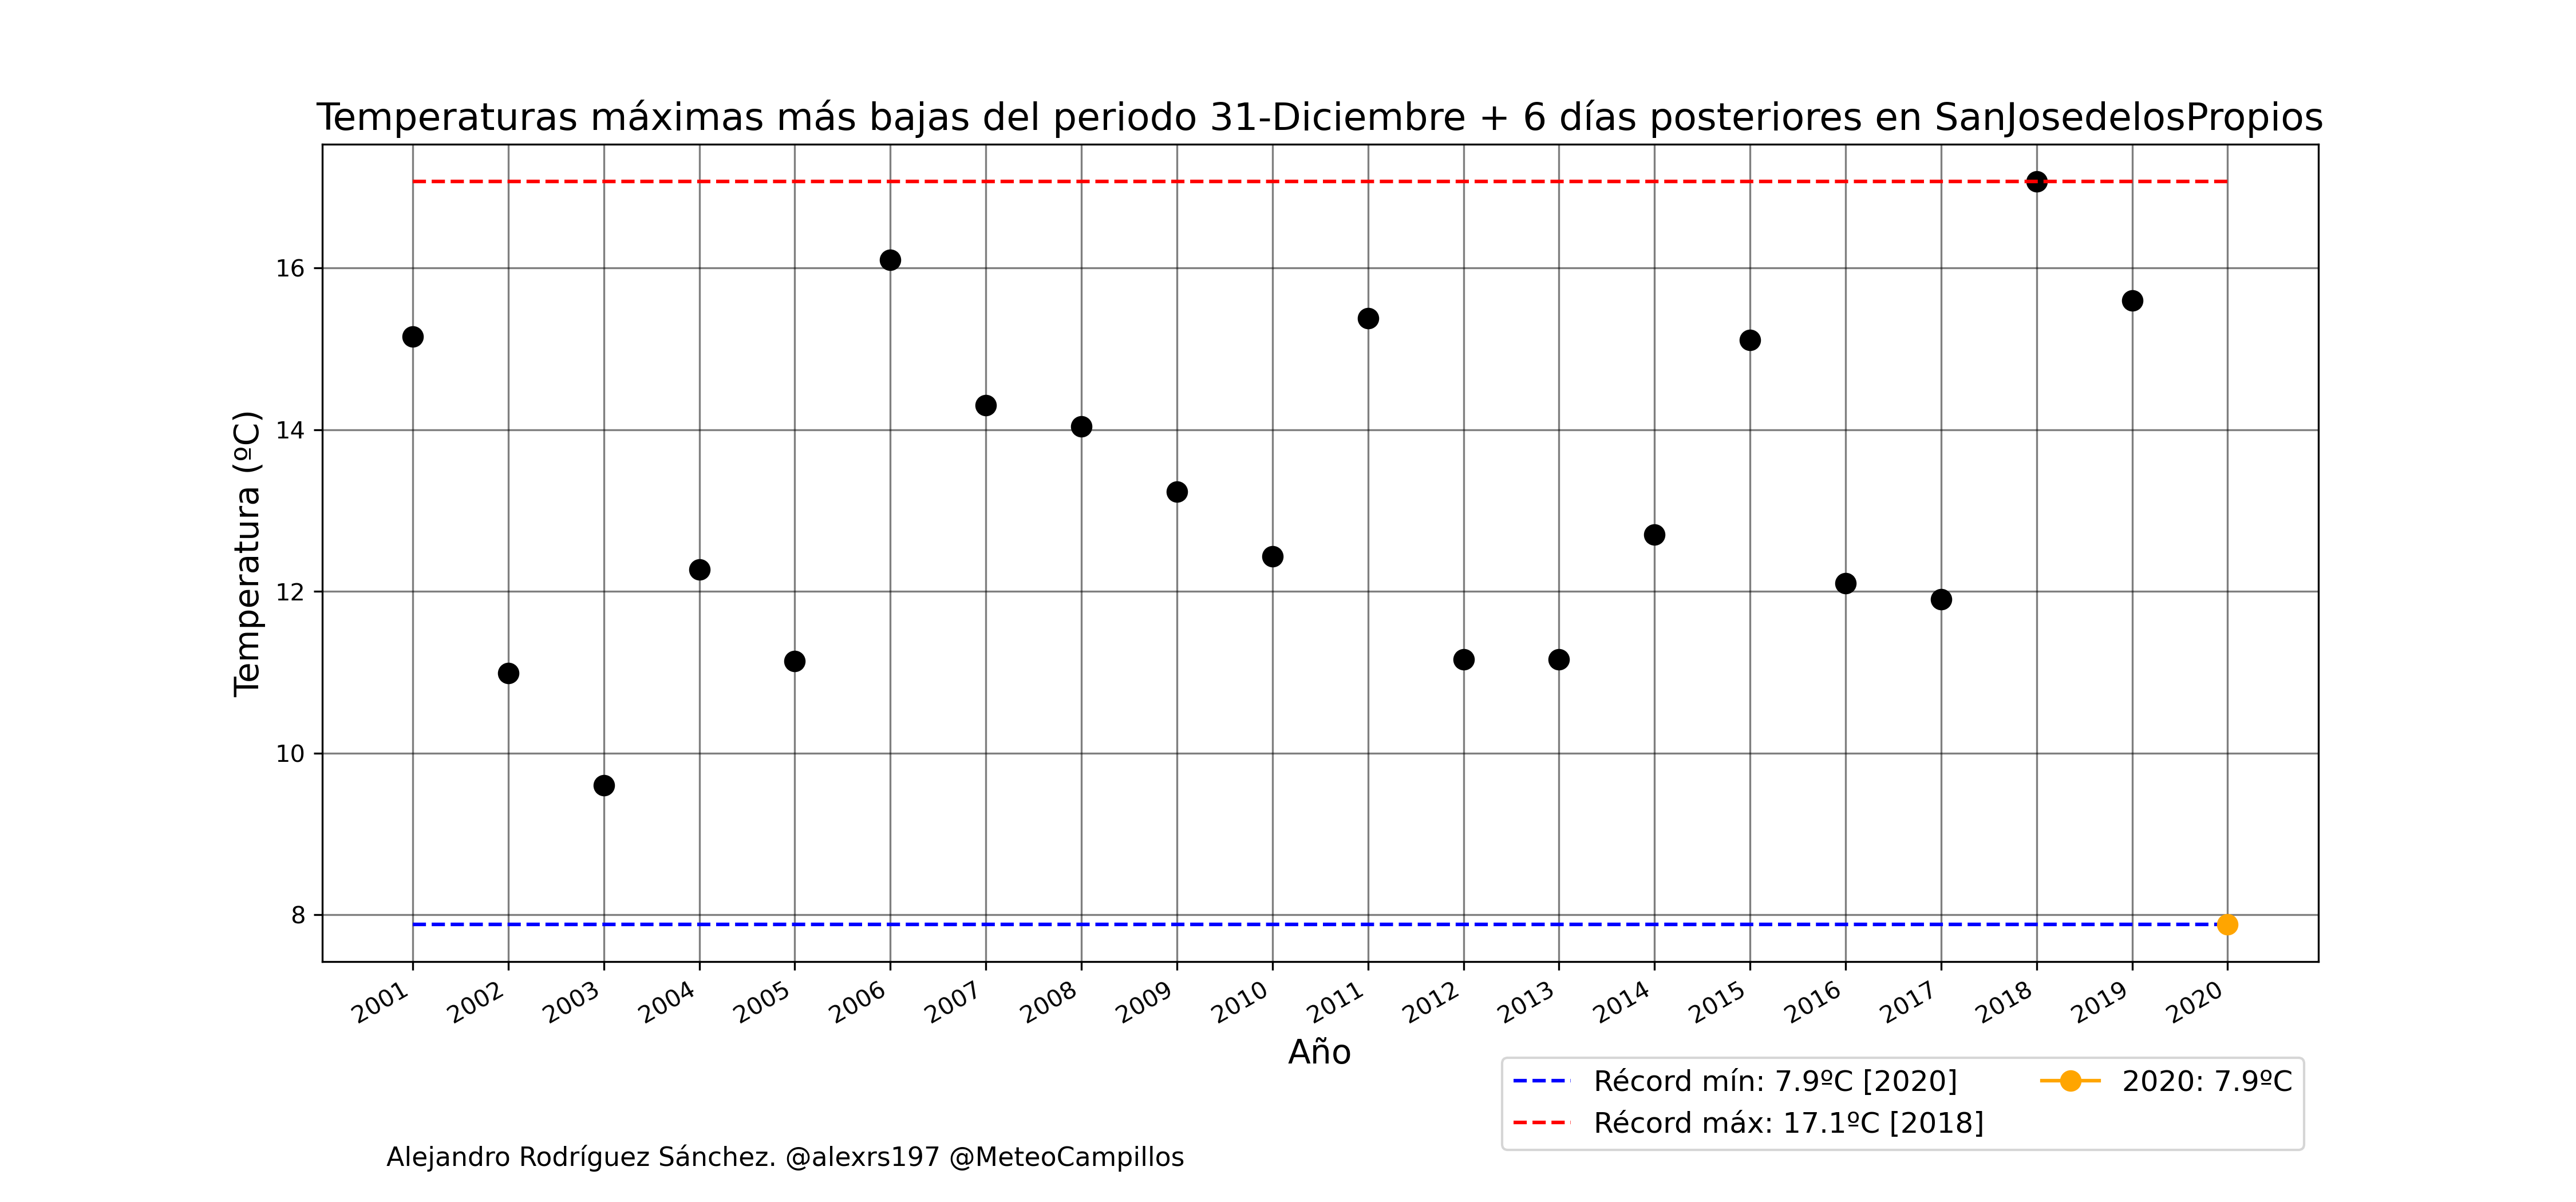 Temperaturas máximas más bajas del periodo 31-Diciembre + 6 días posteriores en SanJosedelosPropios
Temperatura (ºC)
16
14
12
10
8
2001 2002 2003 2004 2005 2006 2007 2008 2009 2010 2011 2012 2013 2014 2015 2016 2017 2018 2019 2020
Año
Récord mín: 7.9ºC [2020]
Récord máx: 17.1ºC [2018]
2020: 7.9ºC
Alejandro Rodríguez Sánchez. @alexrs197 @MeteoCampillos